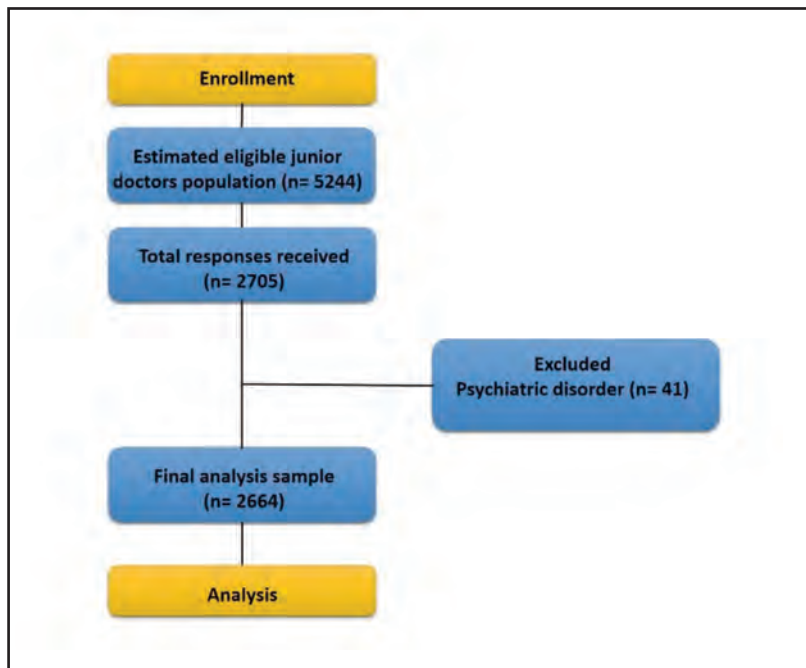 Enrollment
Estimated eligible junior
doctors population (n= 5244)
Total responses received
(n= 2705)
Excluded
Psychiatric disorder (n= 41)
Final analysis sample
(n= 2664)
Analysis